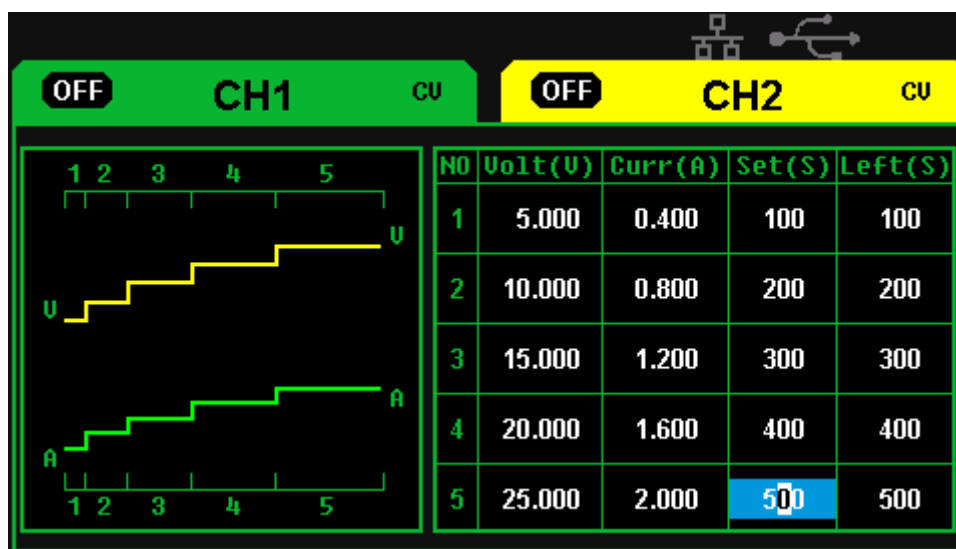 OFF CH1 CV OFF CH2 CV
1 2 3 4 5
V
V
A
A
1 2 3 4 5
NO Volt(V) Curr(A) Set(S) Left(S)
1 5.000 0.400 100 100
2 10.000 0.800 200 200
3 15.000 1.200 300 300
4 20.000 1.600 400 400
5 25.000 2.000 500 500